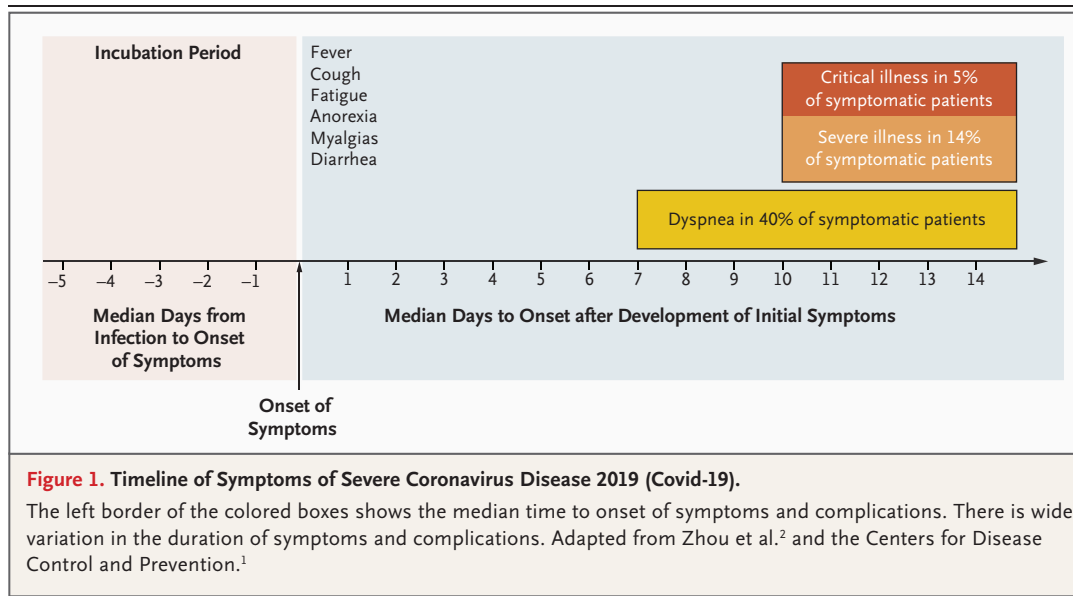 Incubation Period
Fever
Cough
Fatigue
Anorexia
Myalgias
Diarrhea
Critical illness in 5%
of symptomatic patients
Severe illness in 14%
of symptomatic patients
Dyspnea in 40% of symptomatic patients
–5 –4 –3 –2 –1 1 2 3 4 5 6 7 8 9 10 11 12 13 14
Median Days from
Infection to Onset
of Symptoms
Median Days to Onset after Development of Initial Symptoms
Onset of
Symptoms
Figure 1. Timeline of Symptoms of Severe Coronavirus Disease 2019 (Covid-19).
The left border of the colored boxes shows the median time to onset of symptoms and complications. There is wide
variation in the duration of symptoms and complications. Adapted from Zhou et al.² and the Centers for Disease
Control and Prevention.¹